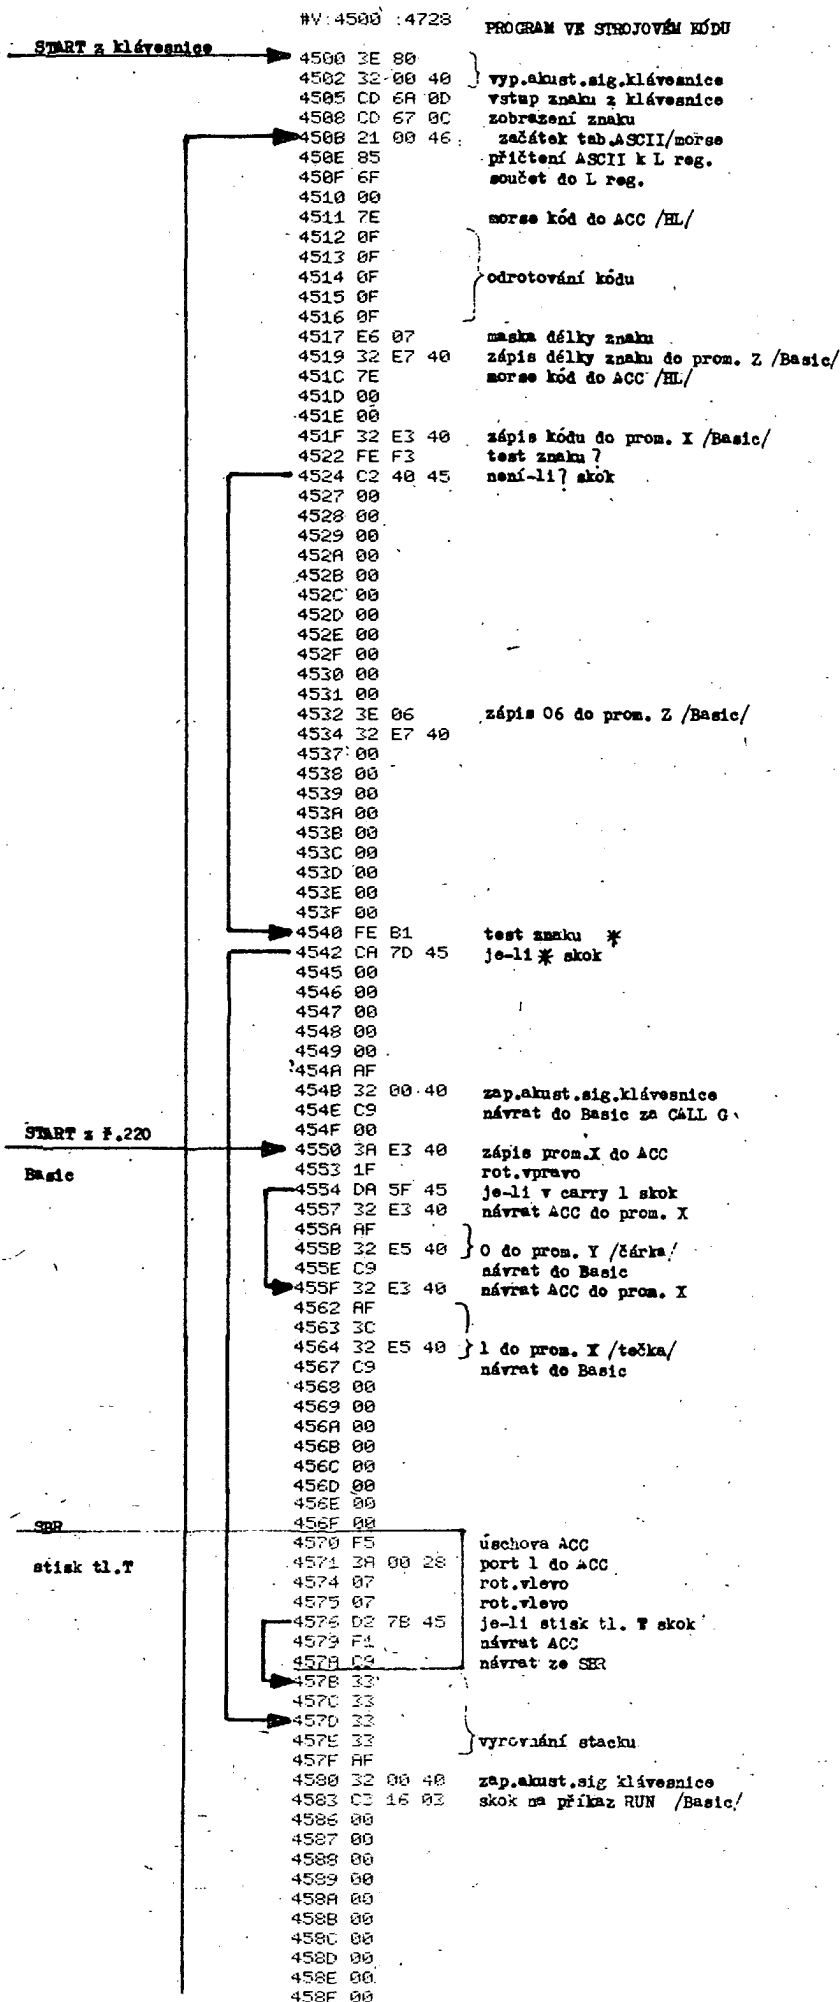 #V:4500 :4728 PROGRAM VE STROJOVÉM KÓDU
START z klávesnice
4500 3E 80
4502 32 00 40 vyp.akust.sig.klávesnice
4505 CD 6A 0D vstup znaku z klávesnice
4508 CD 67 0C zobrazení znaku
450B 21 00 46 začátek tab.ASCII/morse
450E 85 přičtení ASCII k L reg.
450F 6F součet do L reg.
4510 00
4511 7E morse kód do ACC /HL/
4512 0F
4513 0F
4514 0F odrotování kódu
4515 0F
4516 0F
4517 E6 07 maska délky znaku
4519 32 E7 40 zápis délky znaku do prom. Z /Basic/
451C 7E morse kód do ACC /HL/
451D 00
451E 00
451F 32 E3 40 zápis kódu do prom. X /Basic/
4522 FE F3 test znaku ?
4524 C2 40 45 není-li? skok
4527 00
4528 00
4529 00
452A 00
452B 00
452C 00
452D 00
452E 00
452F 00
4530 00
4531 00
4532 3E 06 zápis 06 do prom. Z /Basic/
4534 32 E7 40
4537 00
4538 00
4539 00
453A 00
453B 00
453C 00
453D 00
453E 00
453F 00
4540 FE B1 test znaku *
4542 CA 7D 45 je-li * skok
4545 00
4546 00
4547 00
4548 00
4549 00
454A AF
454B 32 00 40 zap.akust.sig.klávesnice
454E C9 návrat do Basic za CALL G
454F 00
START z ř.220
4550 3A E3 40 zápis prom.X do ACC
Basic
4553 1F rot.vpravo
4554 DA 5F 45 je-li v carry 1 skok
4557 32 E3 40 návrat ACC do prom. X
455A AF
455B 32 E5 40 0 do prom. Y /čárka/
455E C9 návrat do Basic
455F 32 E3 40 návrat ACC do prom. X
4562 AF
4563 3C
4564 32 E5 40 1 do prom. X /tečka/
4567 C9 návrat do Basic
4568 00
4569 00
456A 00
456B 00
456C 00
456D 00
456E 00
456F 00
SBR
4570 F5 úschova ACC
stisk tl.T
4571 3A 00 28 port 1 do ACC
4574 07 rot.vlevo
4575 07 rot.vlevo
4576 D2 7B 45 je-li stisk tl. T skok
4579 F1 návrat ACC
457A C9 návrat ze SBR
457B 33
457C 33
457D 33
457E 33 vyrovnání stacku
457F AF
4580 32 00 40 zap.akust.sig klávesnice
4583 C3 16 03 skok na příkaz RUN /Basic/
4586 00
4587 00
4588 00
4589 00
458A 00
458B 00
458C 00
458D 00
458E 00
458F 00